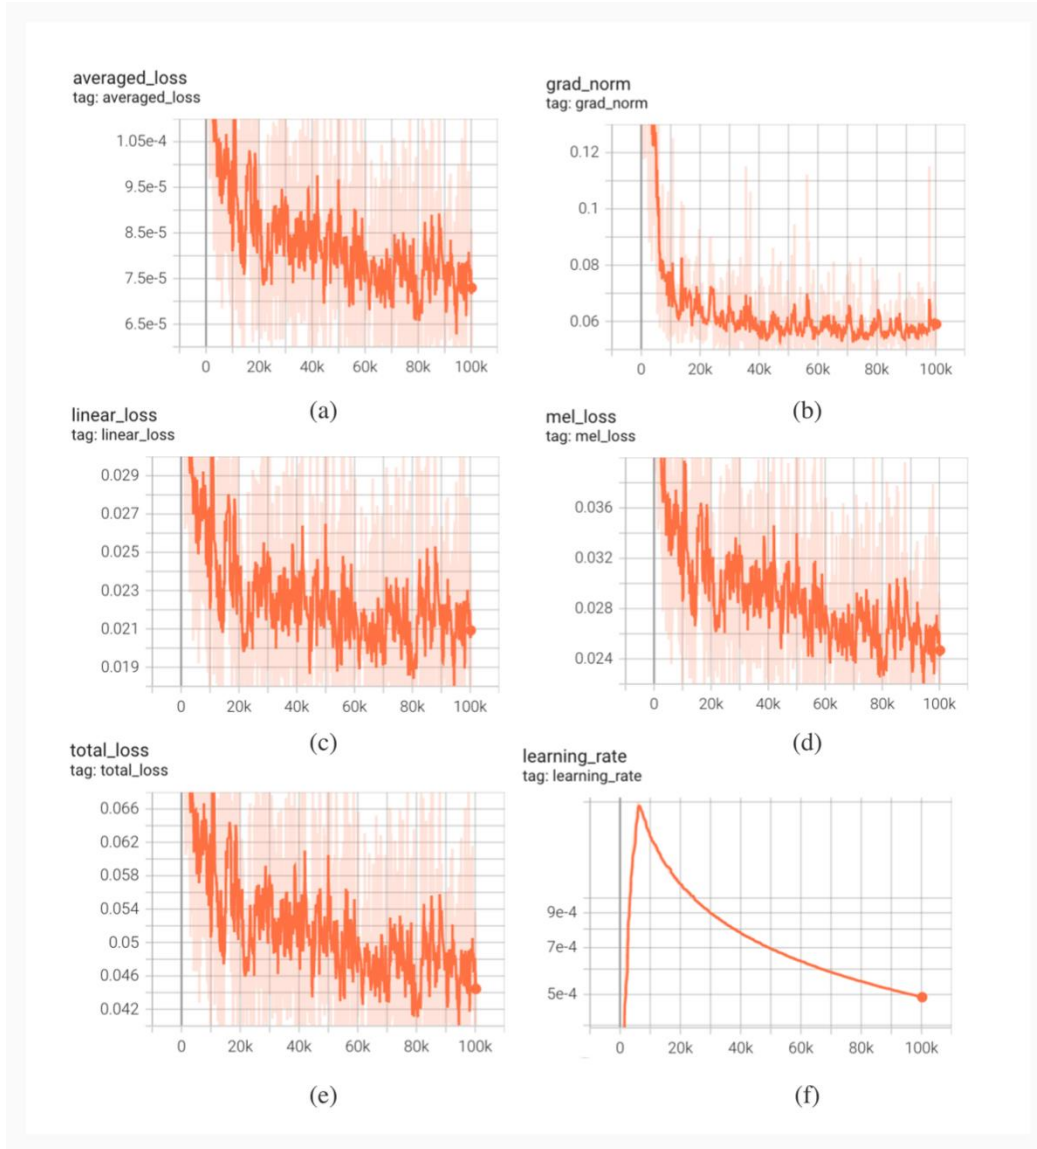 averaged_loss
tag: averaged_loss
1.05e-4
9.5e-5
8.5e-5
7.5e-5
6.5e-5
0 20k 40k 60k 80k 100k
(a)
grad_norm
tag: grad_norm
0.12
0.1
0.08
0.06
0 20k 40k 60k 80k 100k
(b)
linear_loss
tag: linear_loss
0.029
0.027
0.025
0.023
0.021
0.019
0 20k 40k 60k 80k 100k
(c)
mel_loss
tag: mel_loss
0.036
0.032
0.028
0.024
0 20k 40k 60k 80k 100k
(d)
total_loss
tag: total_loss
0.066
0.062
0.058
0.054
0.05
0.046
0.042
0 20k 40k 60k 80k 100k
(e)
learning_rate
tag: learning_rate
9e-4
7e-4
5e-4
0 20k 40k 60k 80k 100k
(f)